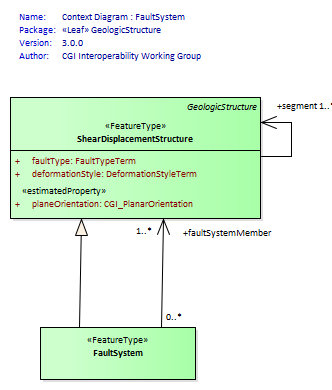 Name: Context Diagram : FaultSystem
Package: «Leaf» GeologicStructure
Version: 3.0.0
Author: CGI Interoperability Working Group
GeologicStructure
+segment 1..*
«FeatureType»
ShearDisplacementStructure
+ faultType: FaultTypeTerm
+ deformationStyle: DeformationStyleTerm
«estimatedProperty»
+ planeOrientation: CGI_PlanarOrientation
1..*
+faultSystemMember
0..*
«FeatureType»
FaultSystem